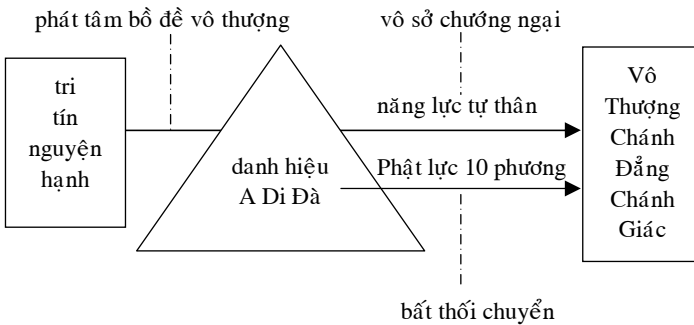 phát tâm bồ đề vô thượng
vô sở chướng ngại
tri
tín
nguyện
hạnh
danh hiệu
A Di Đà
năng lực tự thân
Phật lực 10 phương
Vô
Thượng
Chánh
Đẳng
Chánh
Giác
bất thối chuyển